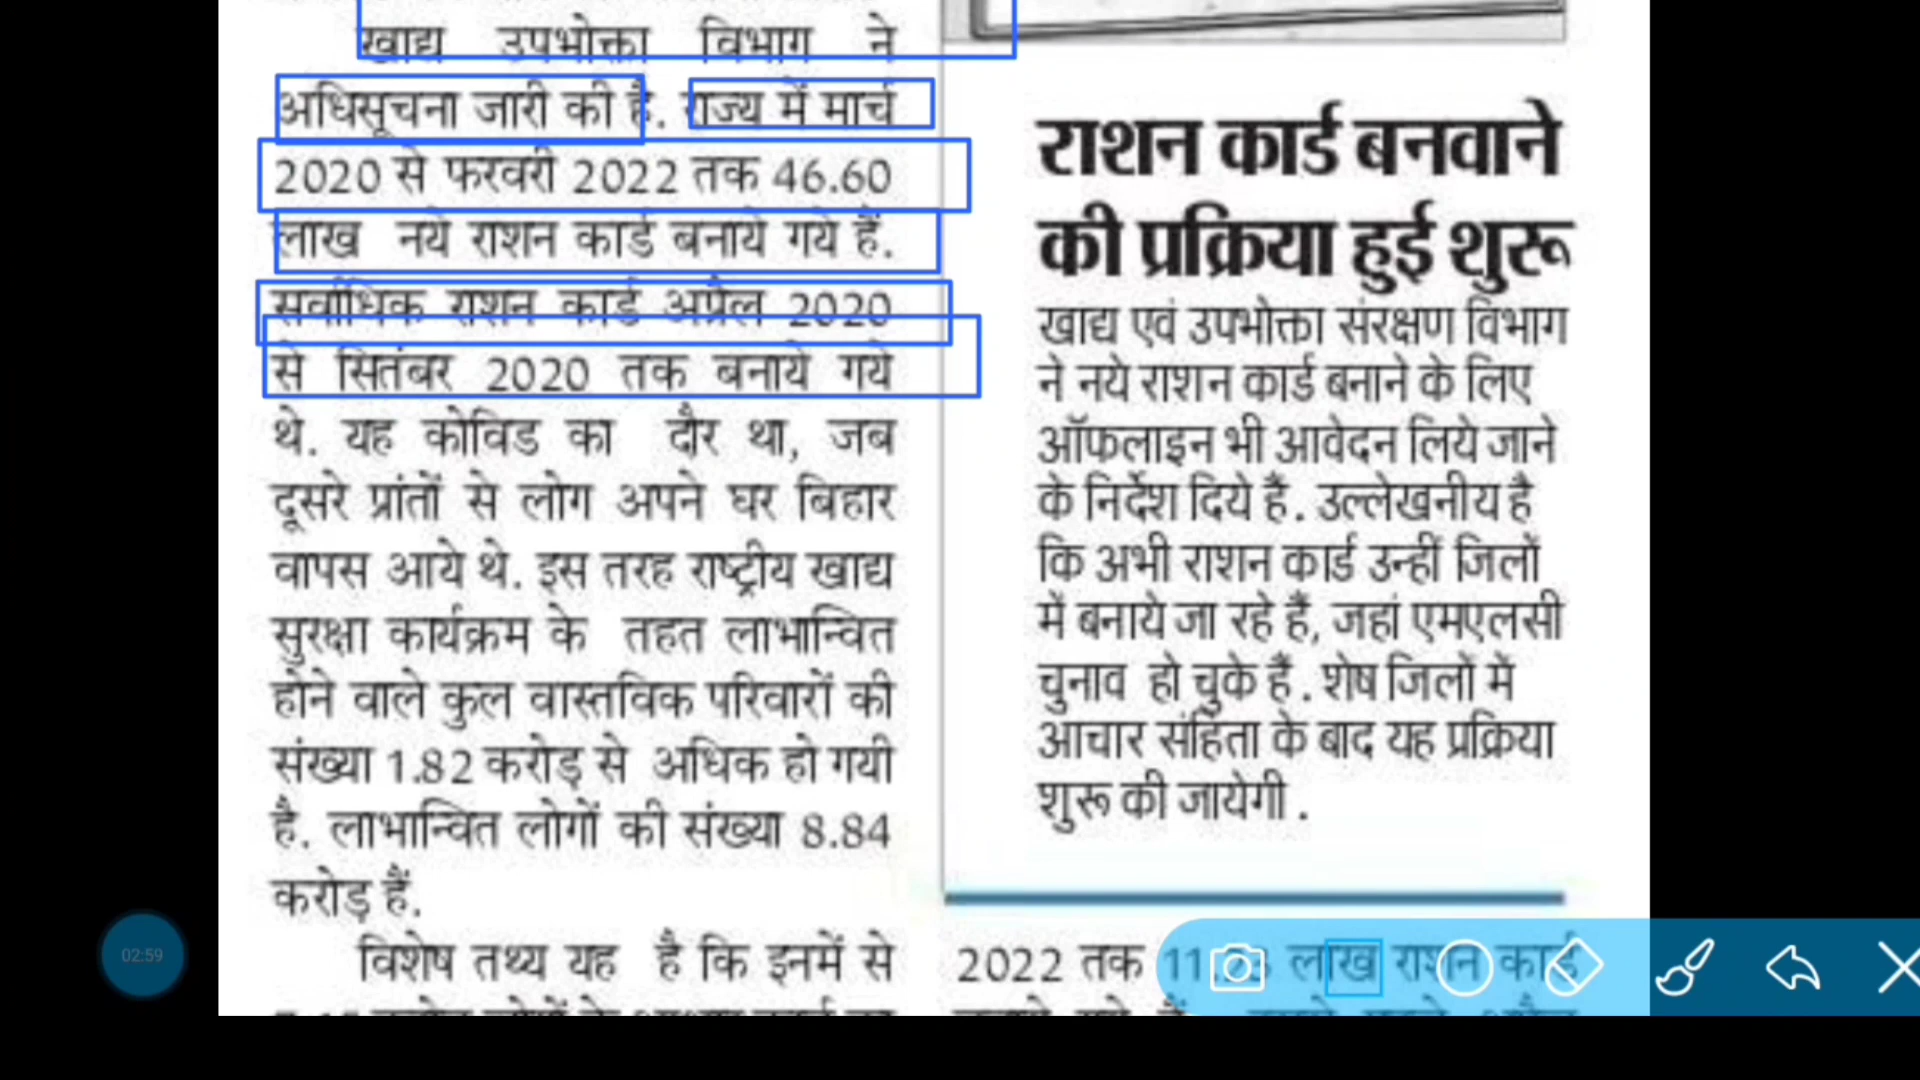 खाद्य उपभोक्ता विभाग ने
अधिसूचना जारी की है. राज्य में मार्च
2020 से फरवरी 2022 तक 46.60
लाख नये राशन कार्ड बनाये गये हैं.
सर्वाधिक राशन कार्ड अप्रैल 2020
से सितंबर 2020 तक बनाये गये
थे. यह कोविड का दौर था, जब
दूसरे प्रांतों से लोग अपने घर बिहार
वापस आये थे. इस तरह राष्ट्रीय खाद्य
सुरक्षा कार्यक्रम के तहत लाभान्वित
होने वाले कुल वास्तविक परिवारों की
संख्या 1.82 करोड़ से अधिक हो गयी
है. लाभान्वित लोगों की संख्या 8.84
करोड़ हैं.
विशेष तथ्य यह है कि इनमें से
राशन कार्ड बनवाने
की प्रक्रिया हुई शुरू
खाद्य एवं उपभोक्ता संरक्षण विभाग
ने नये राशन कार्ड बनाने के लिए
ऑफलाइन भी आवेदन लिये जाने
के निर्देश दिये हैं. उल्लेखनीय है
कि अभी राशन कार्ड उन्हीं जिलों
में बनाये जा रहे हैं, जहां एमएलसी
चुनाव हो चुके हैं. शेष जिलों में
आचार संहिता के बाद यह प्रक्रिया
शुरू की जायेगी.
2022 तक लाख राशन कार्ड
02:59